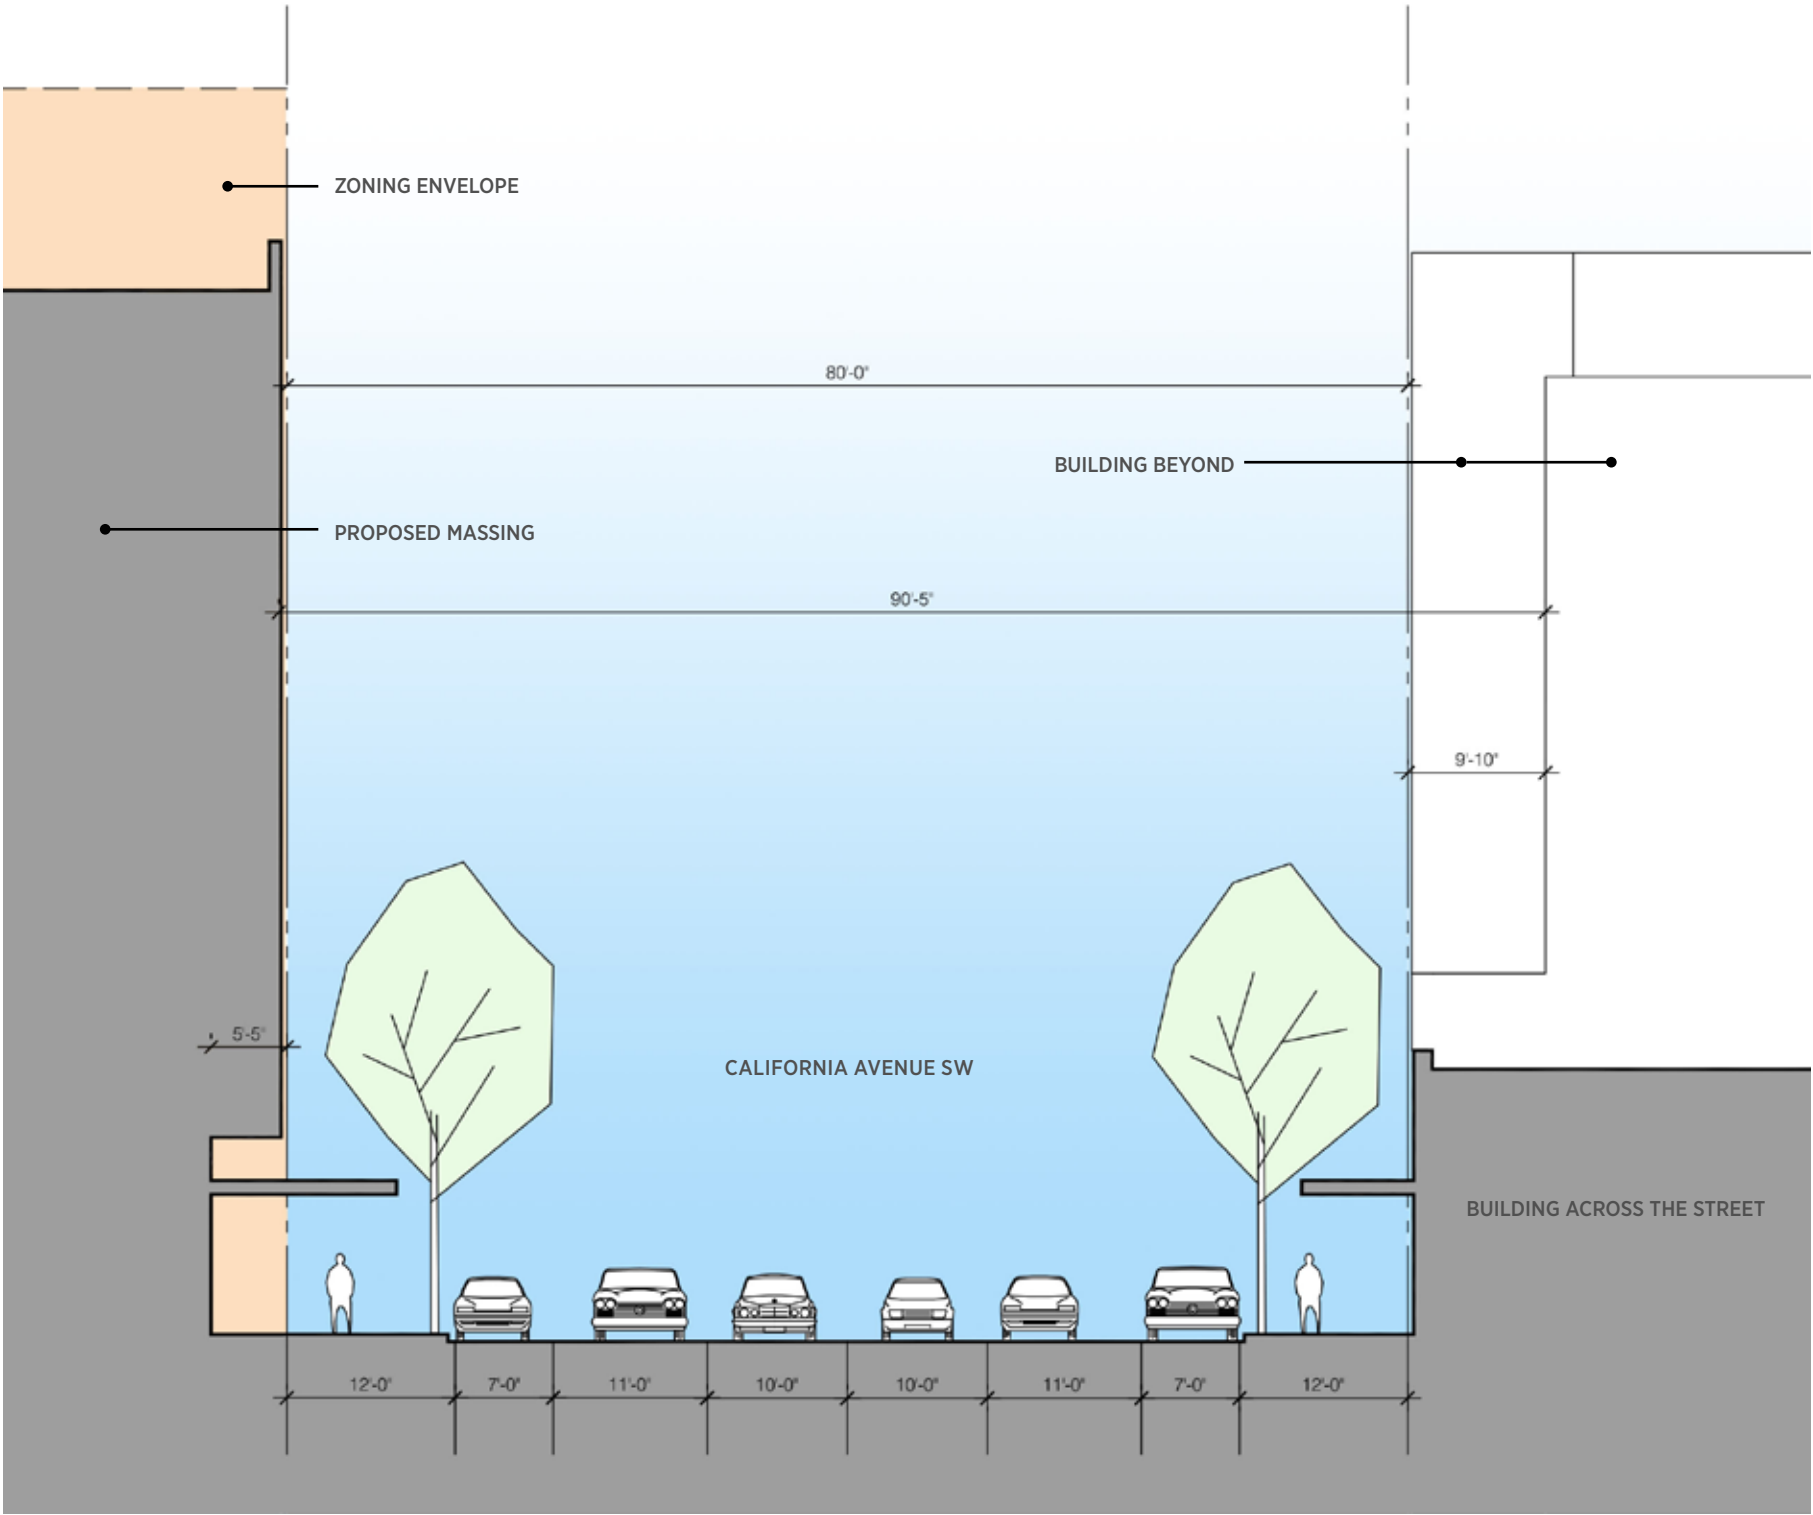 ZONING ENVELOPE
80'-0"
BUILDING BEYOND
PROPOSED MASSING
90'-5"
9'-10"
5'-5"
CALIFORNIA AVENUE SW
BUILDING ACROSS THE STREET
12'-0" 7'-0" 11'-0" 10'-0" 10'-0" 11'-0" 7'-0" 12'-0"